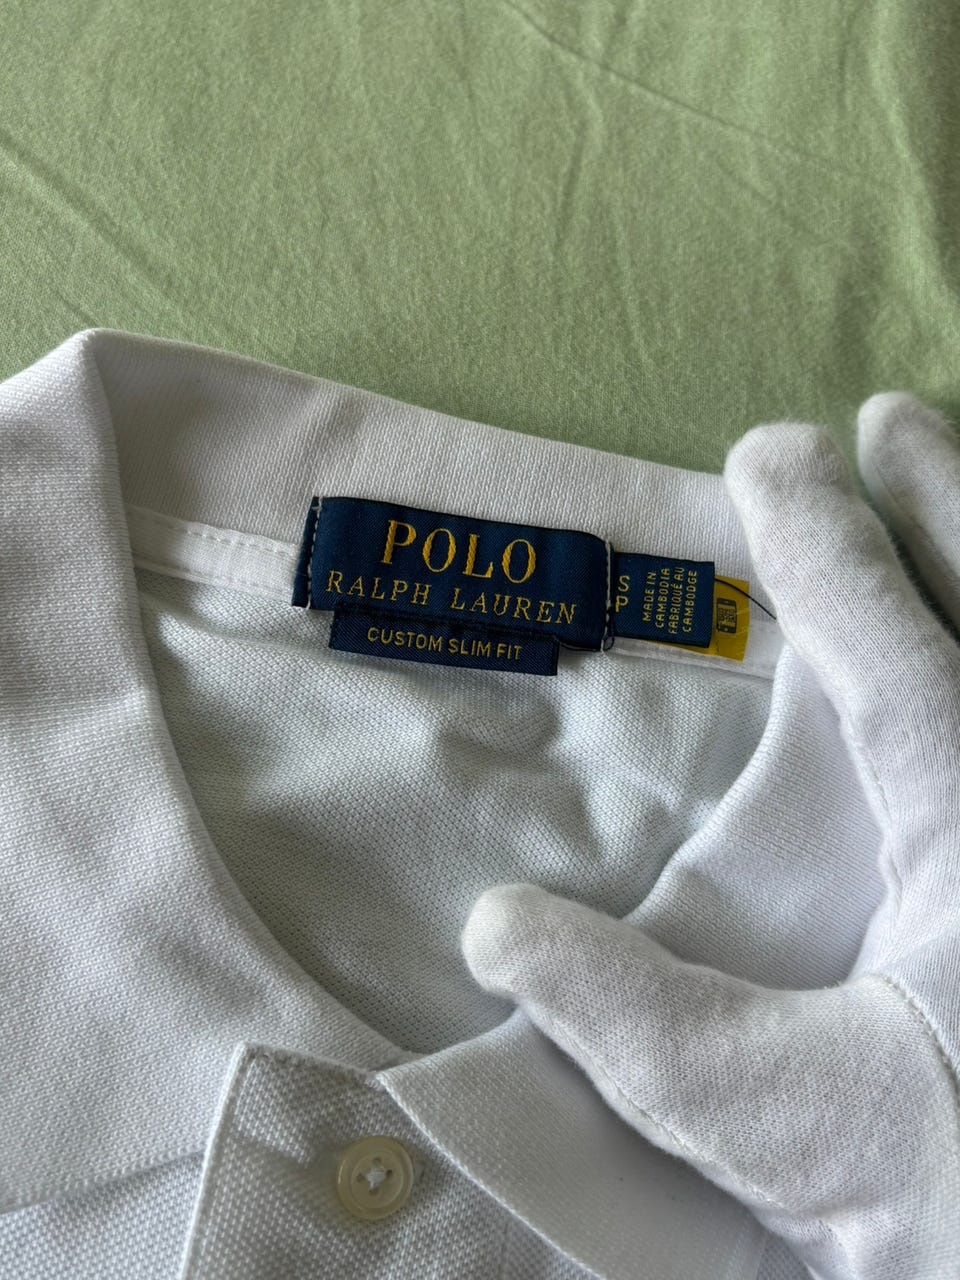 POLO
RALPH LAUREN
CUSTOM SLIM FIT
S
P
MADE IN
CAMBODIA
FABRIQUÉ AU
CAMBODGE